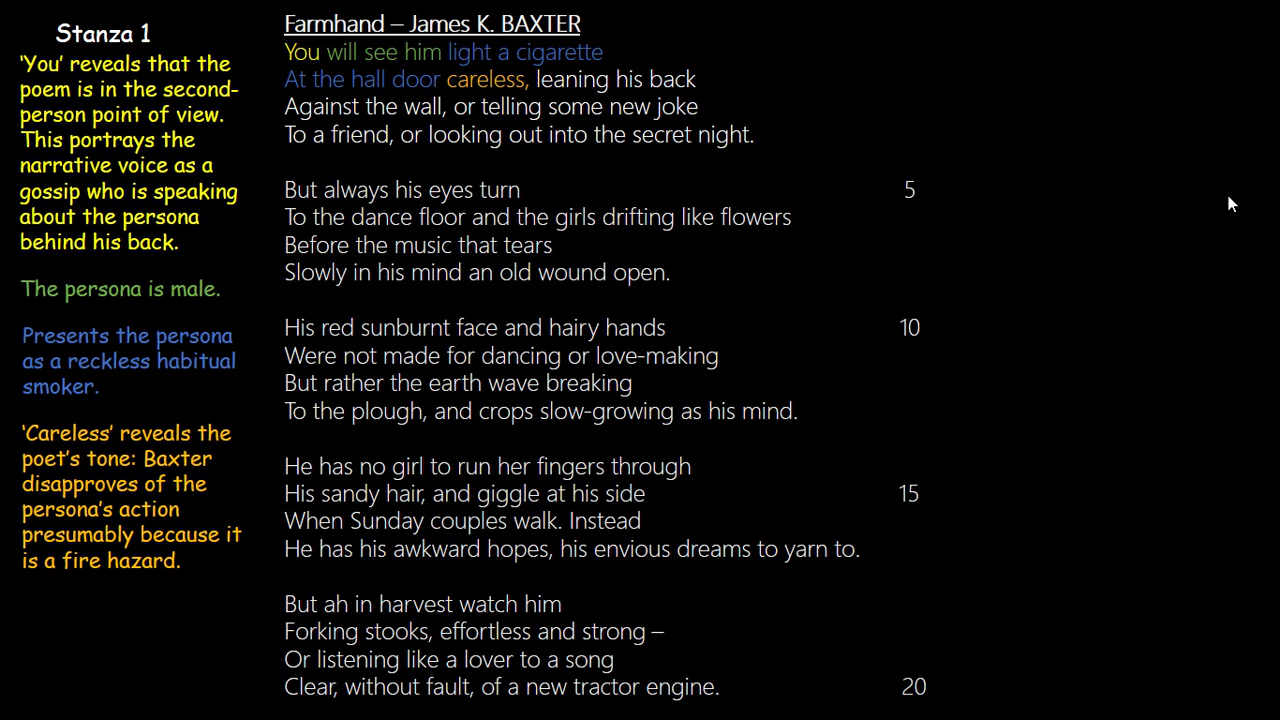 Stanza 1
'You' reveals that the
poem is in the second-
person point of view.
This portrays the
narrative voice as a
gossip who is speaking
about the persona
behind his back.
The persona is male.
Presents the persona
as a reckless habitual
smoker.
'Careless' reveals the
poet's tone: Baxter
disapproves of the
persona's action
presumably because it
is a fire hazard.
Farmhand – James K. BAXTER
You will see him light a cigarette
At the hall door careless, leaning his back
Against the wall, or telling some new joke
To a friend, or looking out into the secret night.
But always his eyes turn 5
To the dance floor and the girls drifting like flowers
Before the music that tears
Slowly in his mind an old wound open.
His red sunburnt face and hairy hands 10
Were not made for dancing or love-making
But rather the earth wave breaking
To the plough, and crops slow-growing as his mind.
He has no girl to run her fingers through
His sandy hair, and giggle at his side 15
When Sunday couples walk. Instead
He has his awkward hopes, his envious dreams to yarn to.
But ah in harvest watch him
Forking stooks, effortless and strong –
Or listening like a lover to a song
Clear, without fault, of a new tractor engine. 20